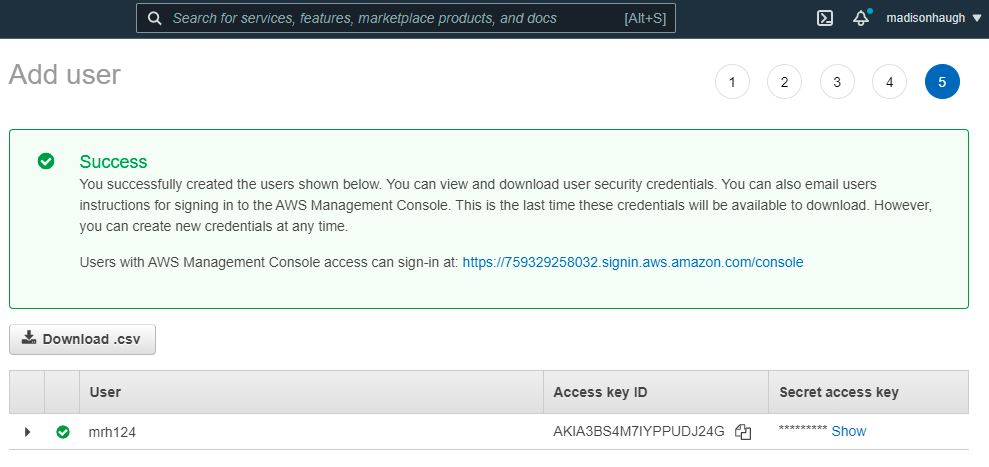 Search for services, features, marketplace products, and docs [Alt+S] madisonhaugh
Add user 1 2 3 4 5
Success
You successfully created the users shown below. You can view and download user security credentials. You can also email users
instructions for signing in to the AWS Management Console. This is the last time these credentials will be available to download. However,
you can create new credentials at any time.
Users with AWS Management Console access can sign-in at: https://759329258032.signin.aws.amazon.com/console
Download .csv
User Access key ID Secret access key
mrh124 AKIA3BS4M7IYPPUDJ24G ********* Show